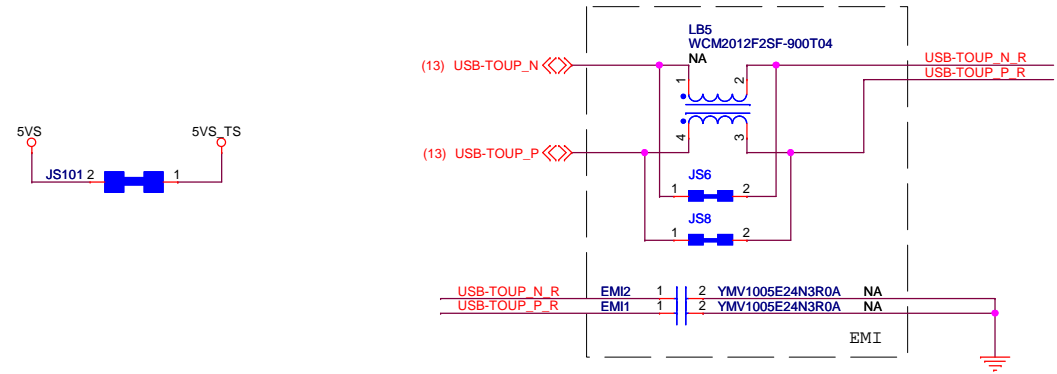 LB5
WCM2012F2SF-900T04
NA
(13) USB-TOUP_N
USB-TOUP_N_R
USB-TOUP_P_R
1
2
4
3
(13) USB-TOUP_P
5VS
5VS_TS
JS101 2
1
JS6
1
2
JS8
1
2
USB-TOUP_N_R EMI2 1 2 YMV1005E24N3R0A NA
USB-TOUP_P_R EMI1 1 2 YMV1005E24N3R0A NA
EMI